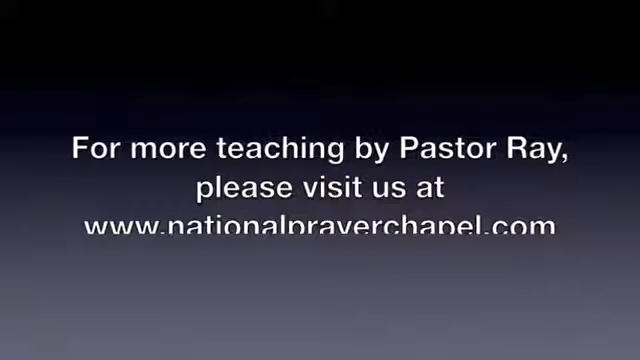 For more teaching by Pastor Ray,
please visit us at
www.nationalprayerchapel.com